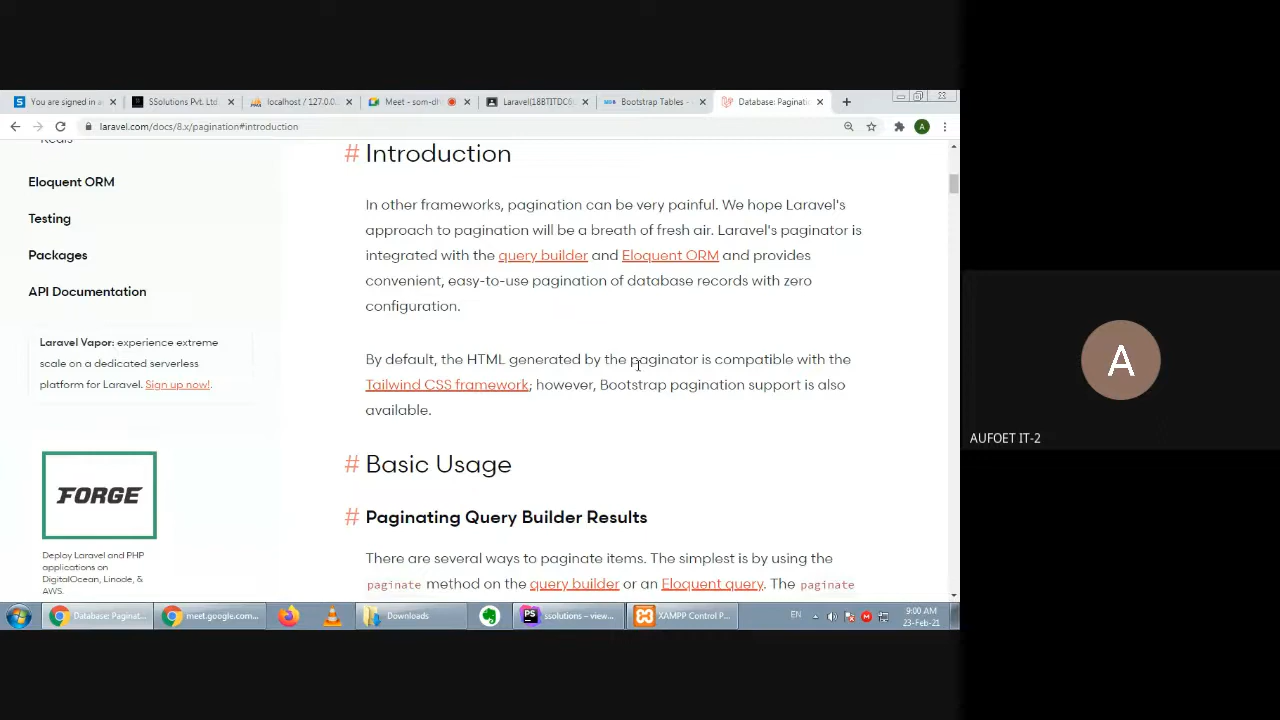 You are signed in a
SSolutions Pvt. Ltd
localhost / 127.0.0.
Meet - som-dh
Laravel(18BTITDC6
Bootstrap Tables -
Database: Paginati
laravel.com/docs/8.x/pagination#introduction
A
Redis
Eloquent ORM
Testing
Packages
API Documentation
Laravel Vapor: experience extreme
scale on a dedicated serverless
platform for Laravel. Sign up now!.
FORGE
Deploy Laravel and PHP
applications on
DigitalOcean, Linode, &
AWS.
# Introduction
In other frameworks, pagination can be very painful. We hope Laravel's
approach to pagination will be a breath of fresh air. Laravel's paginator is
integrated with the query builder and Eloquent ORM and provides
convenient, easy-to-use pagination of database records with zero
configuration.
By default, the HTML generated by the paginator is compatible with the
Tailwind CSS framework; however, Bootstrap pagination support is also
available.
# Basic Usage
# Paginating Query Builder Results
There are several ways to paginate items. The simplest is by using the
paginate method on the query builder or an Eloquent query. The paginate
A
AUFOET IT-2
Database Paginat...
meet.google.com...
Downloads
PS
ssolutions – view...
XAMPP Control P...
EN
9:00 AM
23-Feb-21